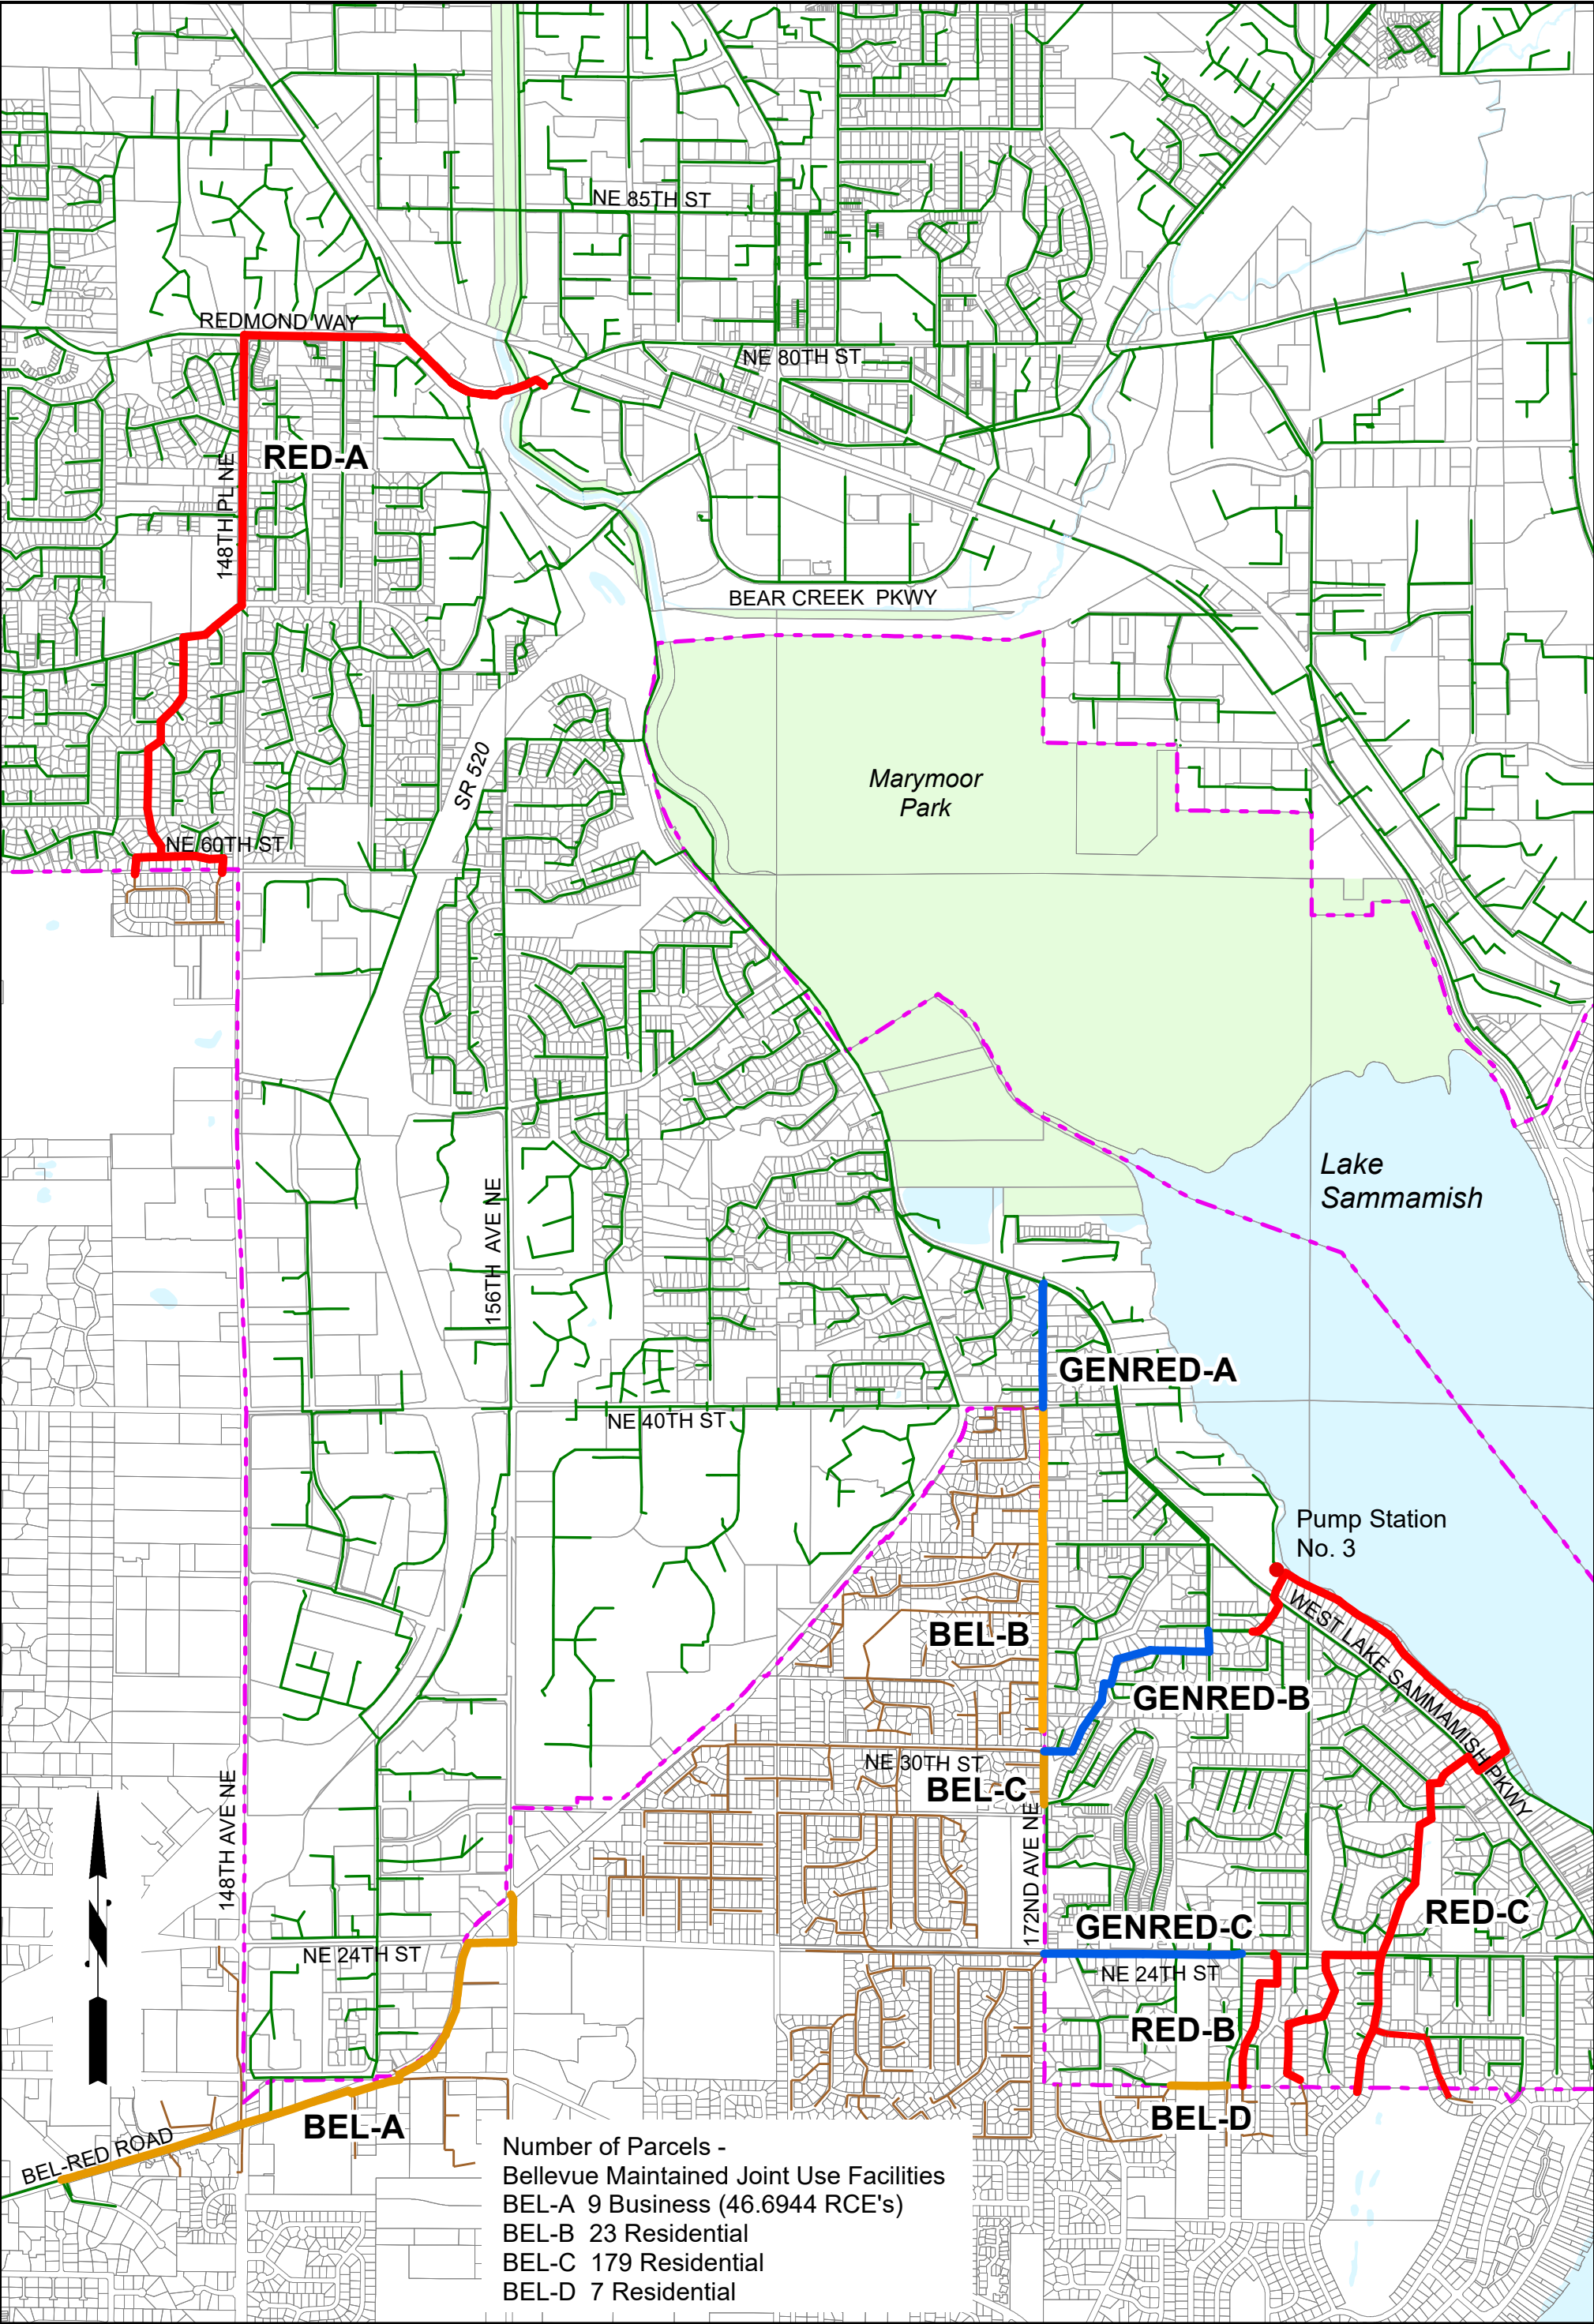 NE 85TH ST
REDMOND WAY
NE 80TH ST
RED-A
148TH PL NE
BEAR CREEK PKWY
SR 520
Marymoor
Park
NE 60TH ST
Lake
Sammamish
156TH AVE NE
GENRED-A
NE 40TH ST
Pump Station
No. 3
WEST LAKE SAMMAMISH PKWY
BEL-B
GENRED-B
NE 30TH ST
BEL-C
148TH AVE NE
172ND AVE NE
RED-C
GENRED-C
NE 24TH ST
NE 24TH ST
RED-B
BEL-A
BEL-D
BEL-RED ROAD
Number of Parcels -
Bellevue Maintained Joint Use Facilities
BEL-A 9 Business (46.6944 RCE's)
BEL-B 23 Residential
BEL-C 179 Residential
BEL-D 7 Residential
N